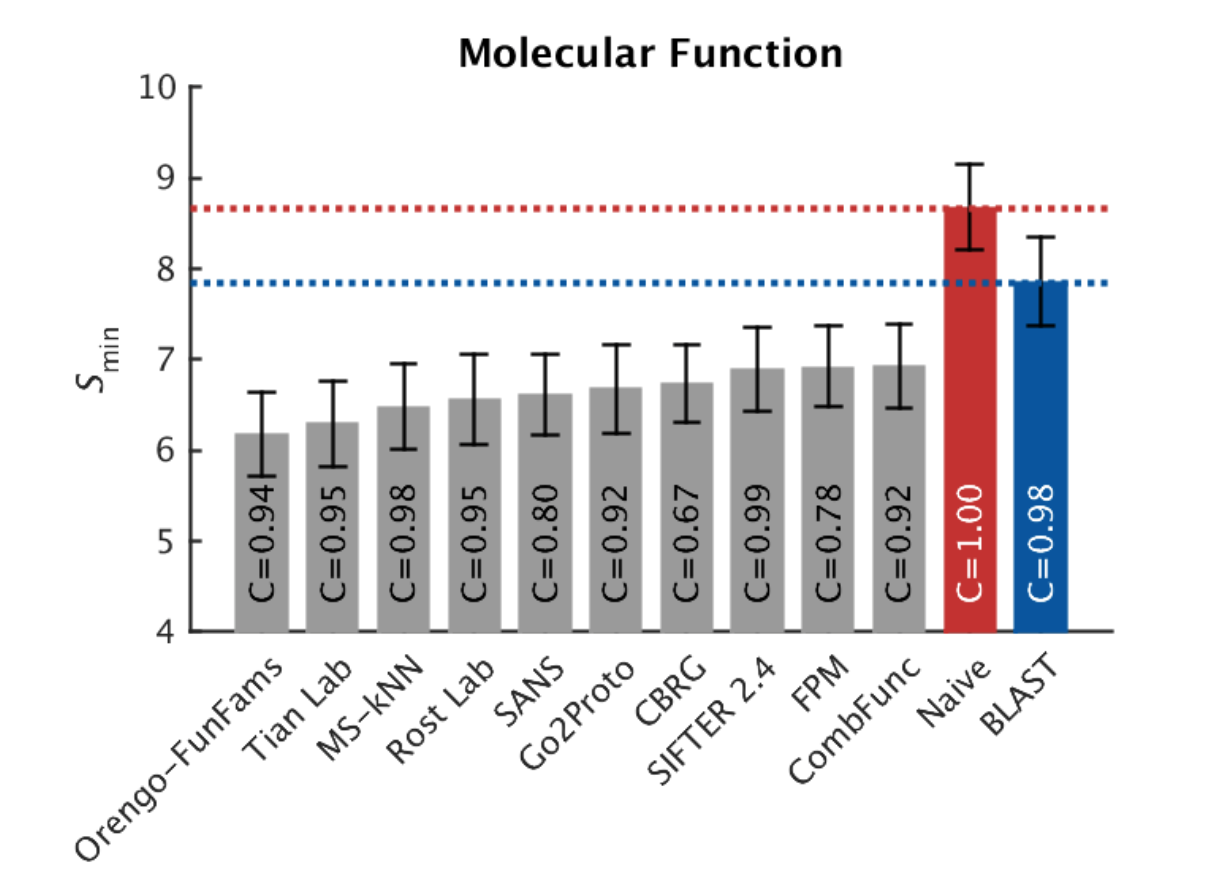 Molecular Function
10
9
8
7
6
5
4
Smin
C=0.94
C=0.95
C=0.98
C=0.95
C=0.80
C=0.92
C=0.67
C=0.99
C=0.78
C=0.92
C=1.00
C=0.98
Orengo-FunFams
Tian Lab
MS-kNN
Rost Lab
SANS
Go2Proto
CBRG
SIFTER 2.4
FPM
CombFunc
Naive
BLAST